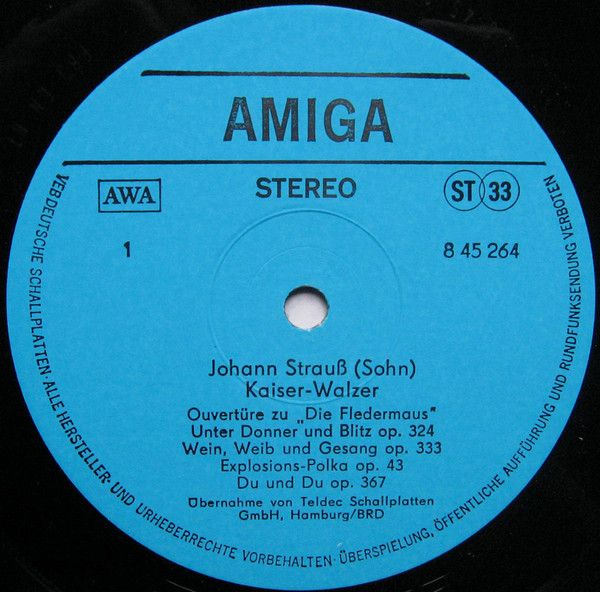 AMIGA
AWA
STEREO
ST 33
1
8 45 264
Johann Strauß (Sohn)
Kaiser-Walzer
Ouvertüre zu „Die Fledermaus"
Unter Donner und Blitz op. 324
Wein, Weib und Gesang op. 333
Explosions-Polka op. 43
Du und Du op. 367
Übernahme von Teldec Schallplatten
GmbH, Hamburg/BRD
VEB DEUTSCHE SCHALLPLATTEN · ALLE HERSTELLER- UND URHEBERRECHTE VORBEHALTEN · ÜBERSPIELUNG, ÖFFENTLICHE AUFFÜHRUNG UND RUNDFUNKSENDUNG VERBOTEN